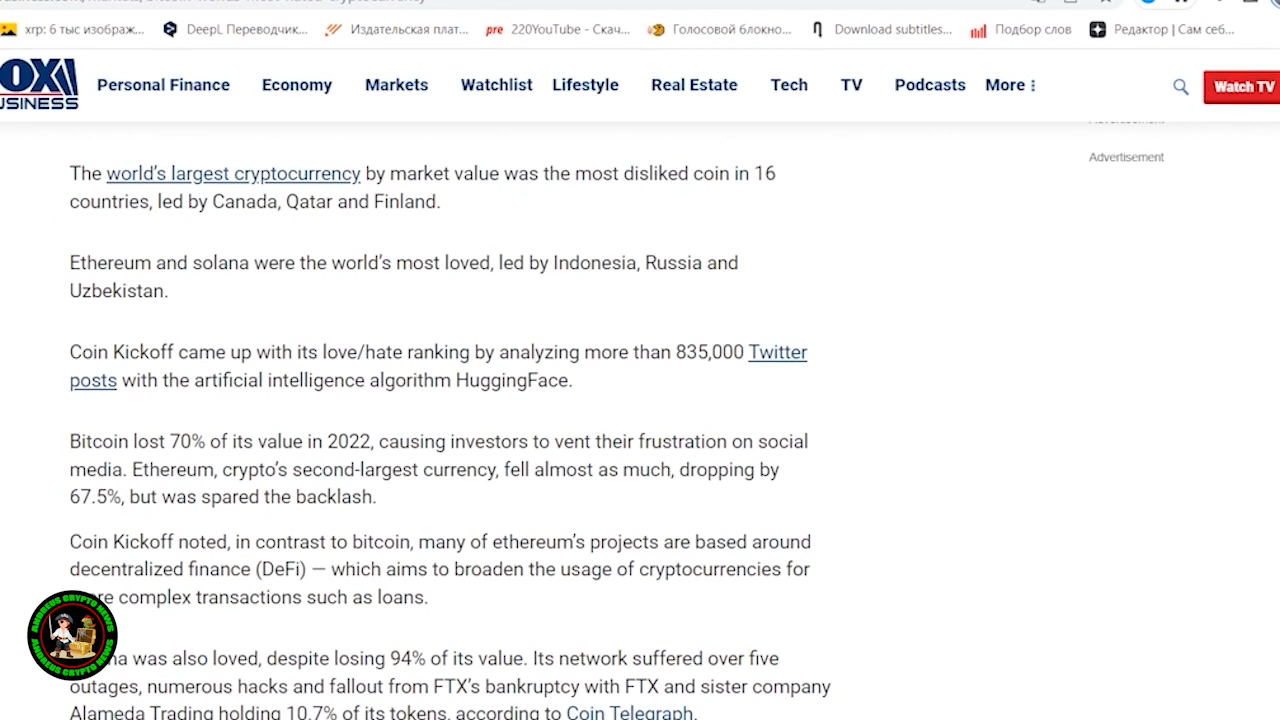 xrp: 6 тыс изображ... DeepL Переводчик... Издательская плат... pre 220YouTube - Скач... Голосовой блокно... Download subtitles... Подбор слов Редактор | Сам себ...
OX BUSINESS Personal Finance Economy Markets Watchlist Lifestyle Real Estate Tech TV Podcasts More Watch TV
Advertisement
The world's largest cryptocurrency by market value was the most disliked coin in 16
countries, led by Canada, Qatar and Finland.
Ethereum and solana were the world's most loved, led by Indonesia, Russia and
Uzbekistan.
Coin Kickoff came up with its love/hate ranking by analyzing more than 835,000 Twitter
posts with the artificial intelligence algorithm HuggingFace.
Bitcoin lost 70% of its value in 2022, causing investors to vent their frustration on social
media. Ethereum, crypto's second-largest currency, fell almost as much, dropping by
67.5%, but was spared the backlash.
Coin Kickoff noted, in contrast to bitcoin, many of ethereum's projects are based around
decentralized finance (DeFi) — which aims to broaden the usage of cryptocurrencies for
complex transactions such as loans.
was also loved, despite losing 94% of its value. Its network suffered over five
outages, numerous hacks and fallout from FTX's bankruptcy with FTX and sister company
Alameda Trading holding 10.7% of its tokens, according to Coin Telegraph.
ANDREUS CRYPTO NEWS
ANDREUS CRYPTO NEWS